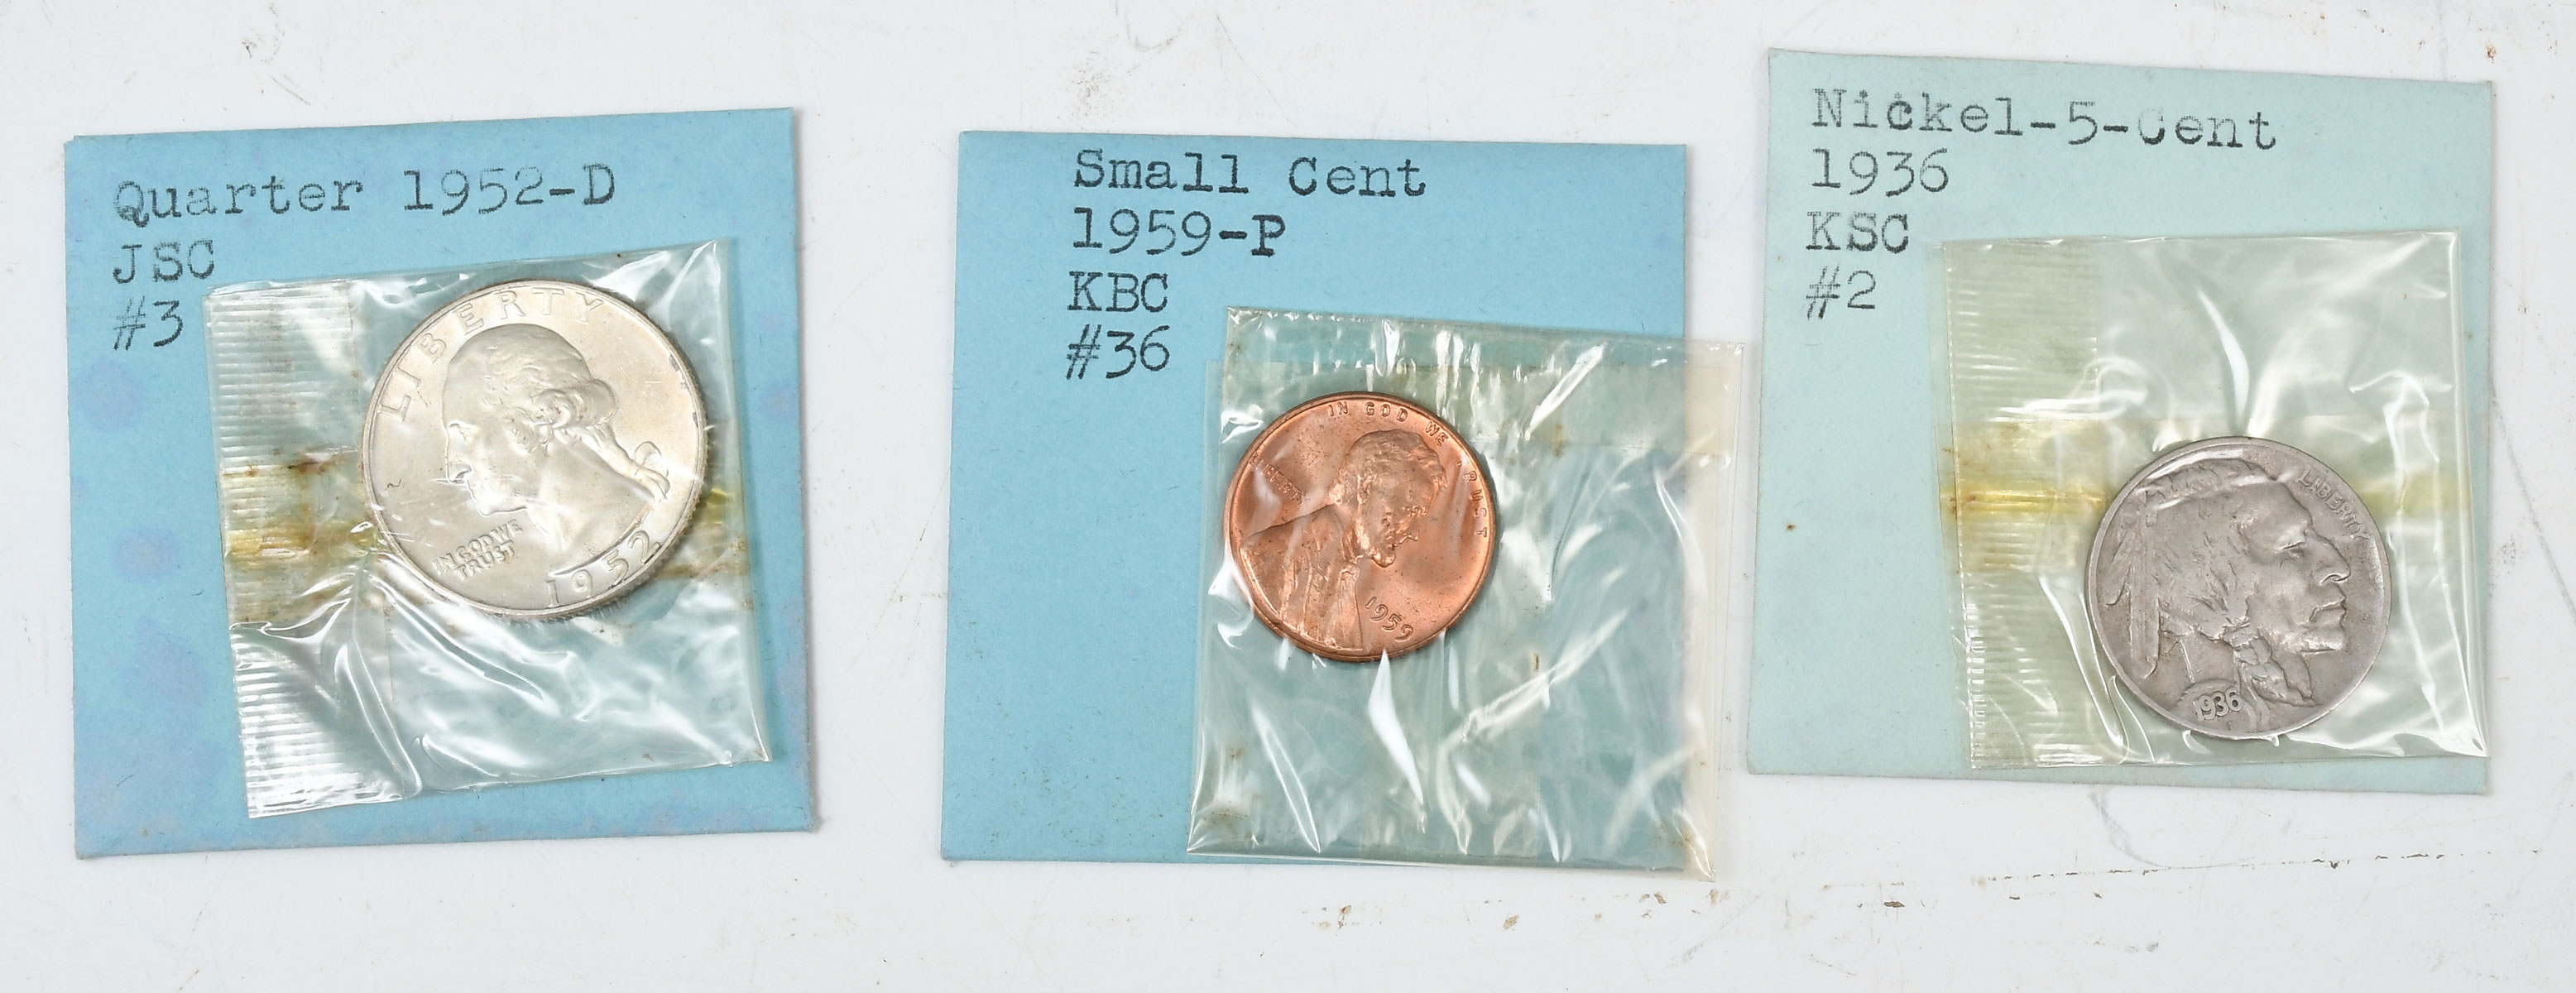 Quarter 1952-D
JSC
#3
LIBERTY
IN GOD WE
TRUST
1952
Small Cent
1959-P
KBC
#36
IN GOD WE TRUST
LIBERTY
1959
Nickel-5-Cent
1936
KSC
#2
LIBERTY
1936
F